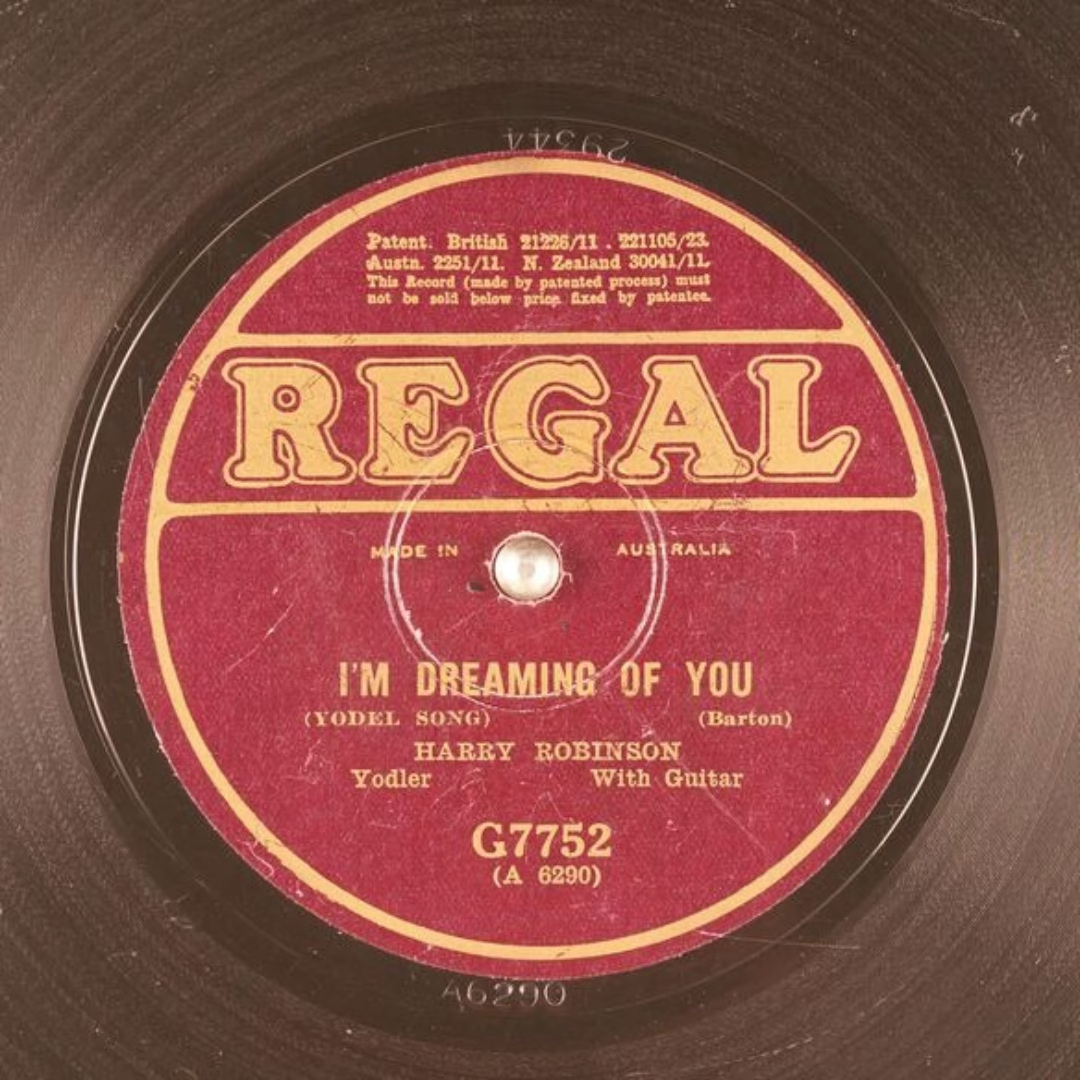 29344
Patent. British 21226/11 . 221106/23.
Austn. 2251/11. N. Zealand 30041/11.
This Record (made by patented process) must
not be sold below price fixed by patentee.
REGAL
MADE IN AUSTRALIA
I'M DREAMING OF YOU
(YODEL SONG) (Barton)
HARRY ROBINSON
Yodler With Guitar
G7752
(A 6290)
A6290